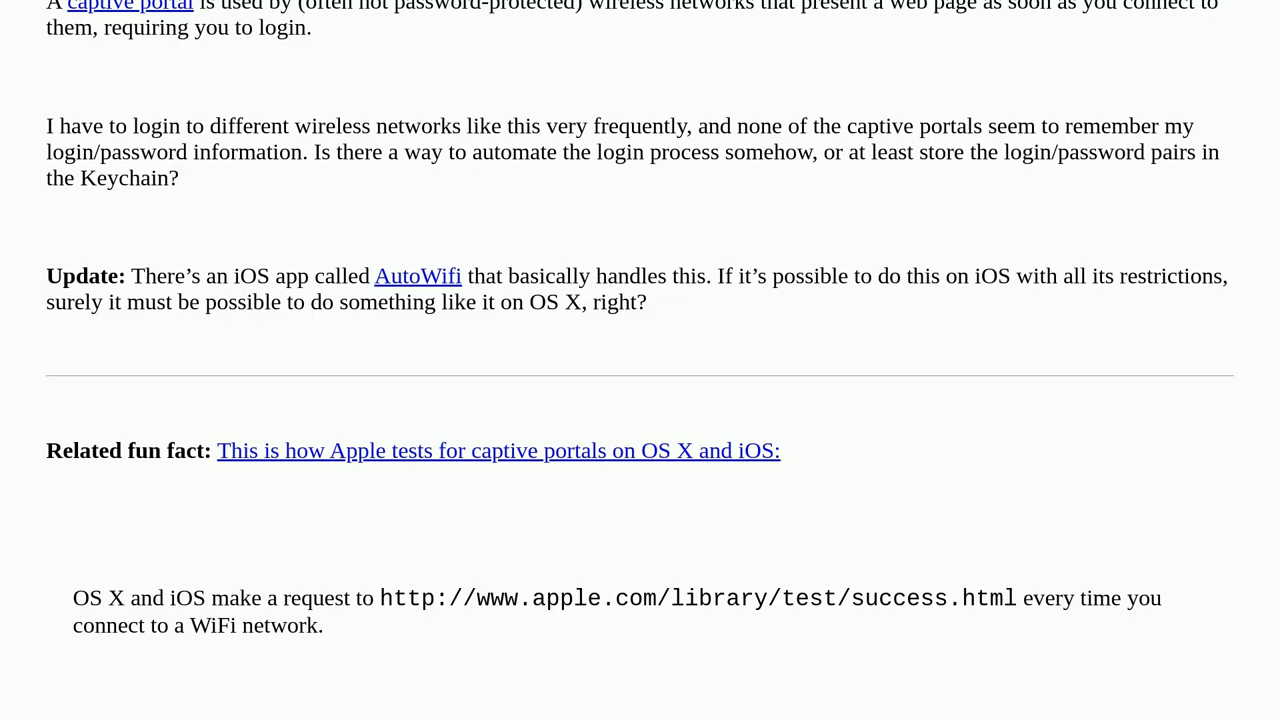 A captive portal is used by (often not password-protected) wireless networks that present a web page as soon as you connect to
them, requiring you to login.
I have to login to different wireless networks like this very frequently, and none of the captive portals seem to remember my
login/password information. Is there a way to automate the login process somehow, or at least store the login/password pairs in
the Keychain?
Update: There’s an iOS app called AutoWifi that basically handles this. If it’s possible to do this on iOS with all its restrictions,
surely it must be possible to do something like it on OS X, right?
Related fun fact: This is how Apple tests for captive portals on OS X and iOS:
OS X and iOS make a request to http://www.apple.com/library/test/success.html every time you
connect to a WiFi network.